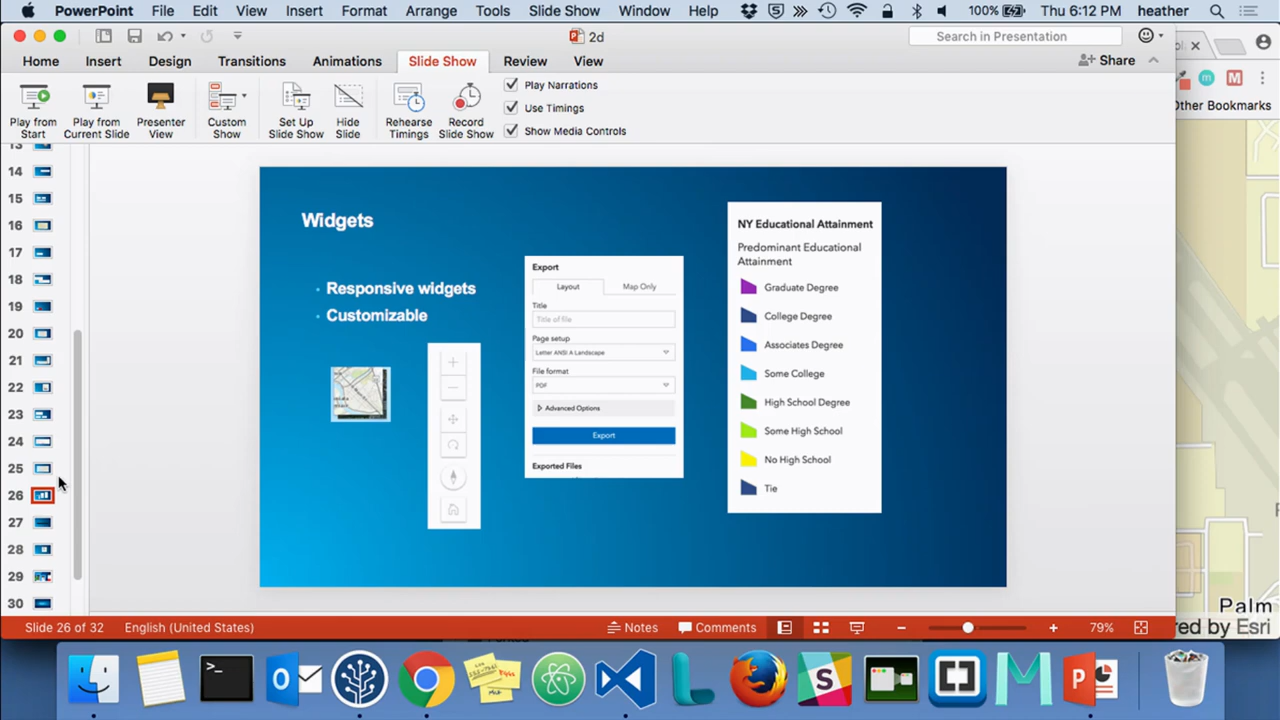 PowerPoint File Edit View Insert Format Arrange Tools Slide Show Window Help 100% Thu 6:12 PM heather
2d
Search in Presentation
Home Insert Design Transitions Animations Slide Show Review View Share
Play from Start
Play from Current Slide
Presenter View
Custom Show
Set Up Slide Show
Hide Slide
Rehearse Timings
Record Slide Show
Play Narrations
Use Timings
Show Media Controls
Other Bookmarks
13
14
15
16
17
18
19
20
21
22
23
24
25
26
27
28
29
30
Widgets
Responsive widgets
Customizable
Export
Layout Map Only
Title
Title of file
Page setup
Letter ANSI A Landscape
File format
PDF
Advanced Options
Export
Exported Files
NY Educational Attainment
Predominant Educational
Attainment
Graduate Degree
College Degree
Associates Degree
Some College
High School Degree
Some High School
No High School
Tie
Palm
ed by Esri
Slide 26 of 32 English (United States) Notes Comments 79%